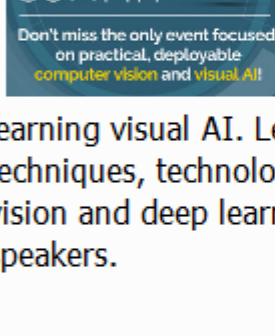 Don't miss the only event focused
on practical, deployable
computer vision and visual AI!
earning visual AI. Le
echniques, technolo
vision and deep learn
speakers.